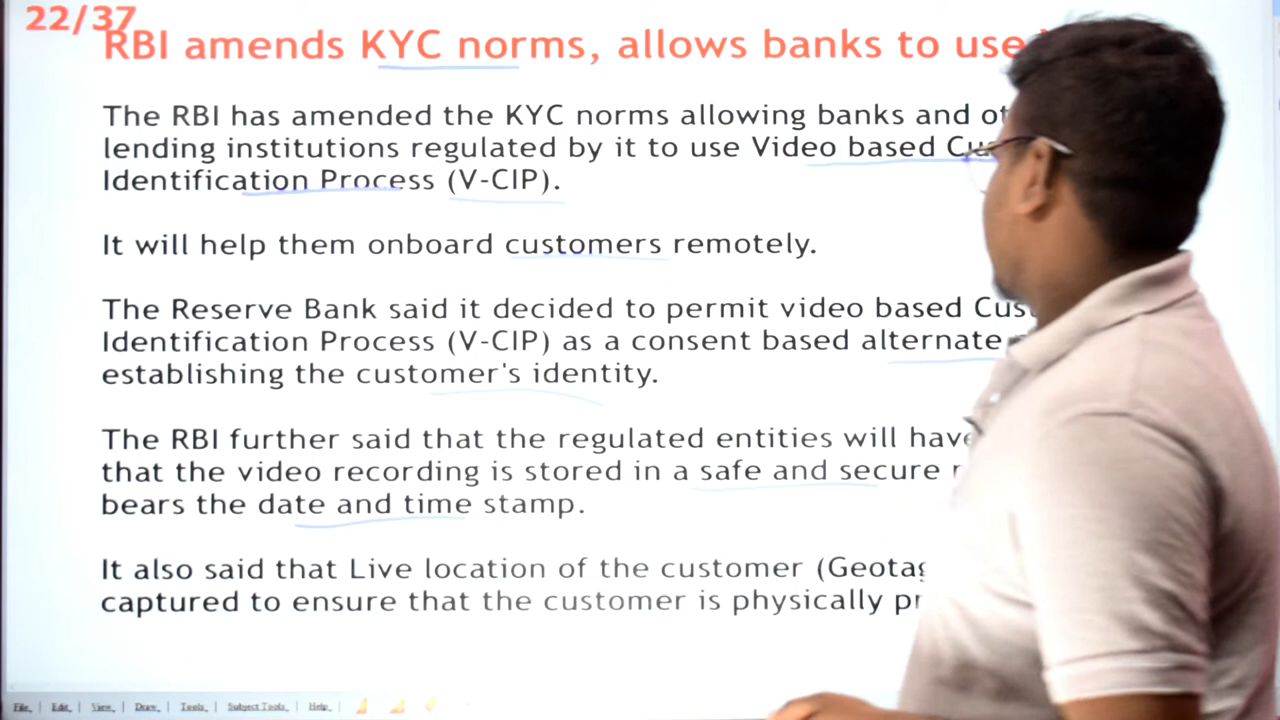 22/37
RBI amends KYC norms, allows banks to use
The RBI has amended the KYC norms allowing banks and
lending institutions regulated by it to use Video based
Identification Process (V-CIP).
It will help them onboard customers remotely.
The Reserve Bank said it decided to permit video based
Identification Process (V-CIP) as a consent based alternate
establishing the customer's identity.
The RBI further said that the regulated entities will have
that the video recording is stored in a safe and secure
bears the date and time stamp.
It also said that Live location of the customer
captured to ensure that the customer is physically
File, | Edit, | View, | Draw, | Tools, | Subject Tools, | Help, |